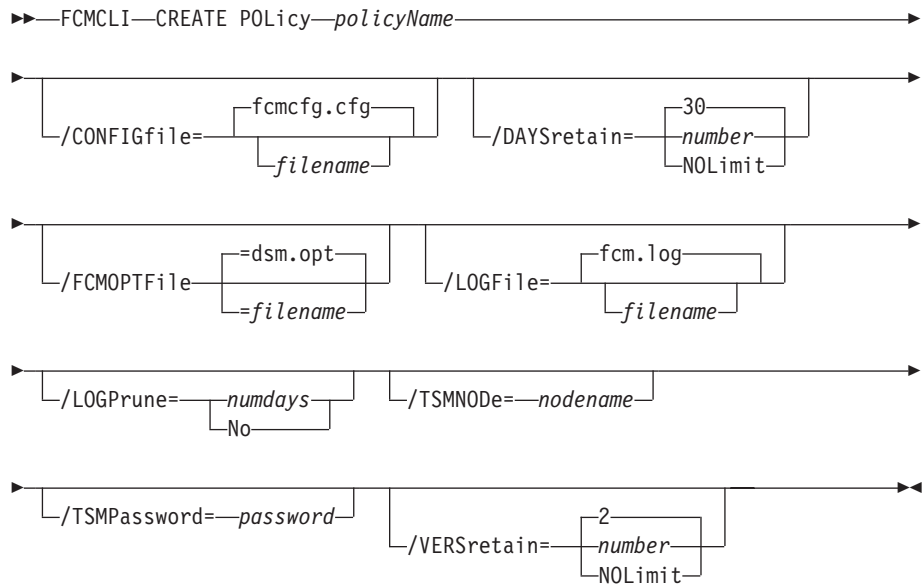 FCMCLI CREATE POLicy policyName
fcmcfg.cfg
/CONFIGfile=
filename
30
/DAYSretain=
number
NOLimit
=dsm.opt
/FCMOPTFile
=filename
fcm.log
/LOGFile=
filename
/LOGPrune= numdays
No
/TSMNODe= nodename
/TSMPassword= password
2
/VERSretain=
number
NOLimit